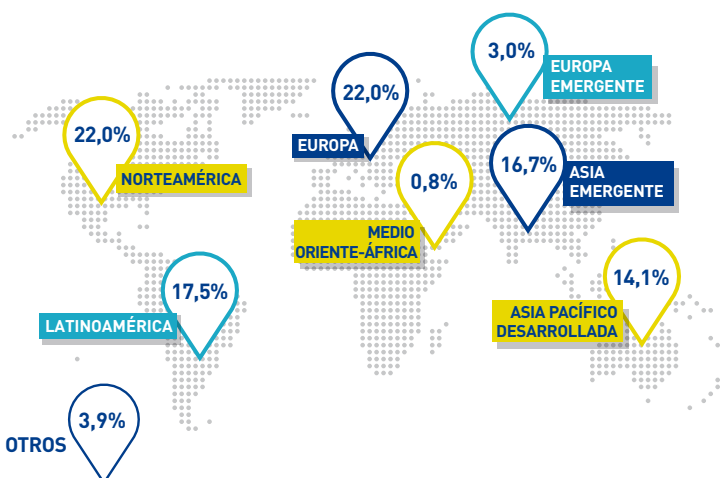 3,0%
EUROPA
EMERGENTE
22,0%
EUROPA
22,0%
NORTEAMÉRICA
16,7%
ASIA
EMERGENTE
0,8%
MEDIO
ORIENTE-ÁFRICA
17,5%
LATINOAMÉRICA
14,1%
ASIA PACÍFICO
DESARROLLADA
3,9%
OTROS